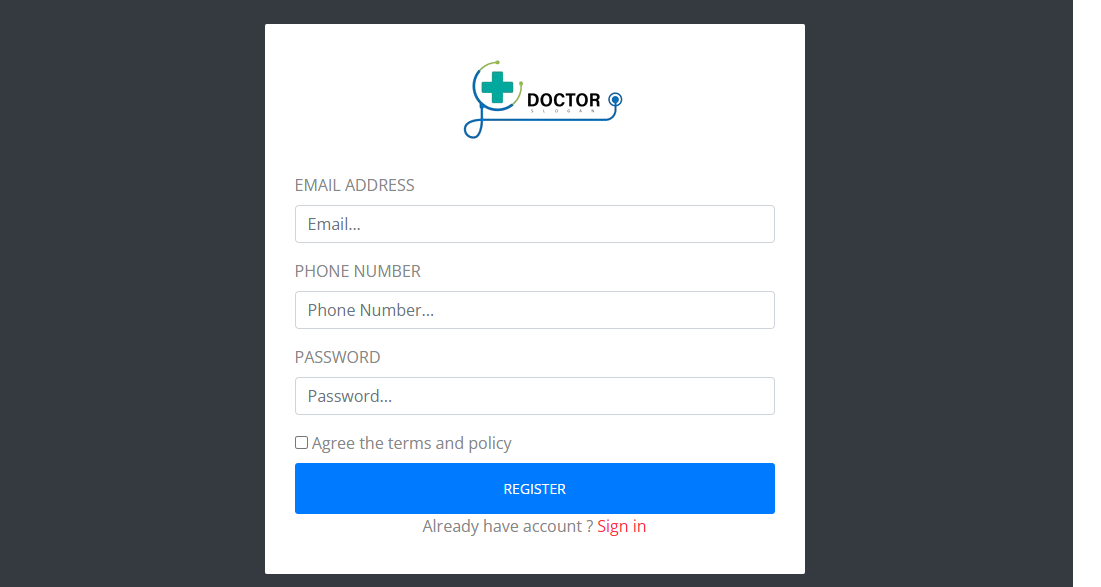 DOCTOR
SLOGAN
EMAIL ADDRESS
Email...
PHONE NUMBER
Phone Number...
PASSWORD
Password...
Agree the terms and policy
REGISTER
Already have account ? Sign in